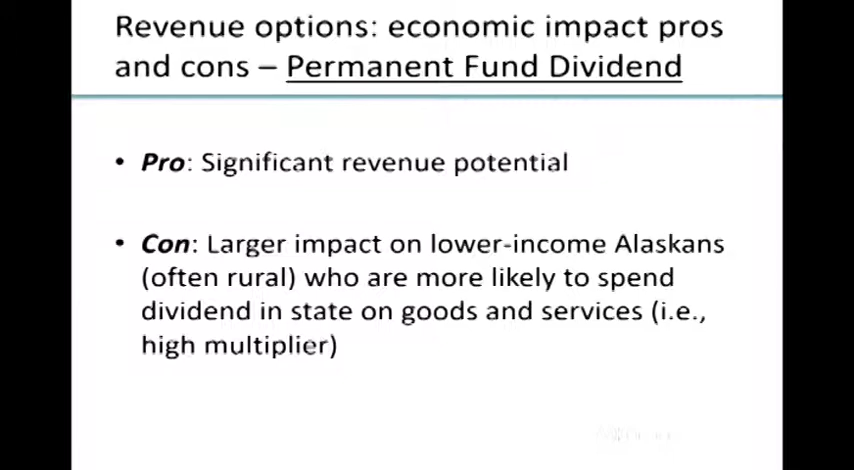 Revenue options: economic impact pros
and cons – Permanent Fund Dividend
• Pro: Significant revenue potential
• Con: Larger impact on lower-income Alaskans
(often rural) who are more likely to spend
dividend in state on goods and services (i.e.,
high multiplier)